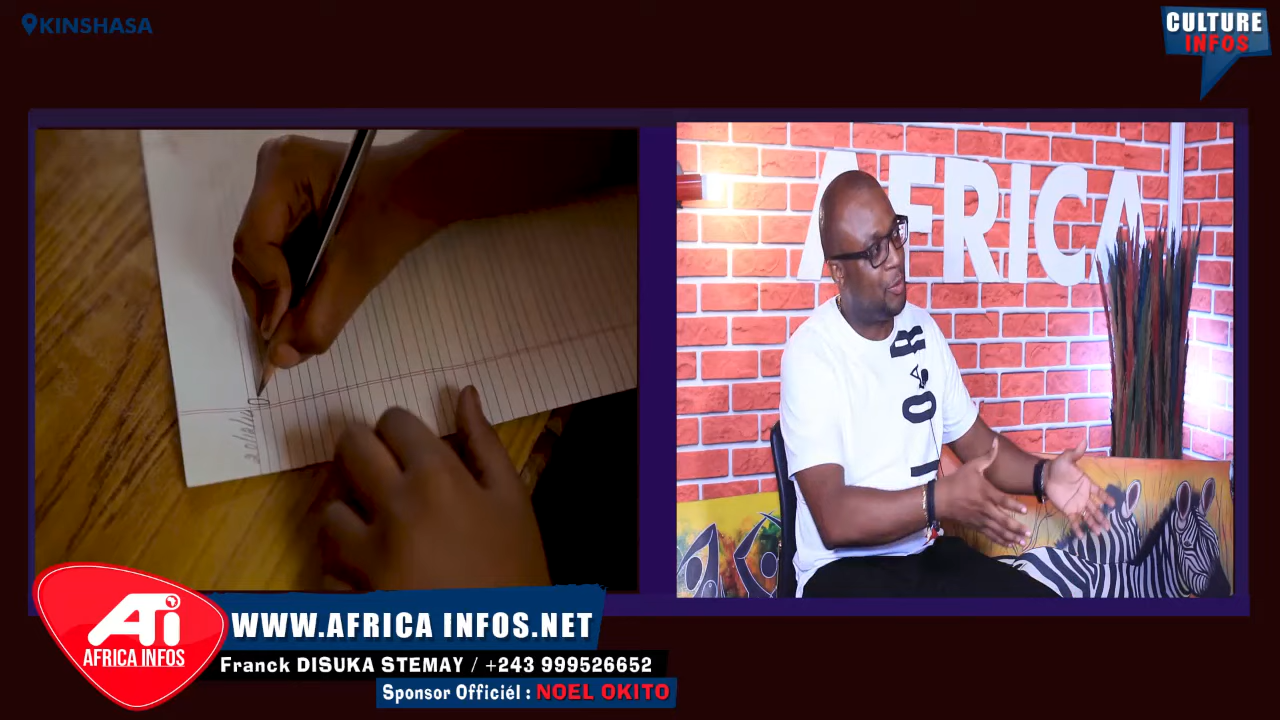 KINSHASA
CULTURE
INFOS
AFRICA
Ai
AFRICA INFOS
WWW.AFRICA INFOS.NET
Franck DISUKA STEMAY / +243 999526652
Sponsor Officiél : NOEL OKITO